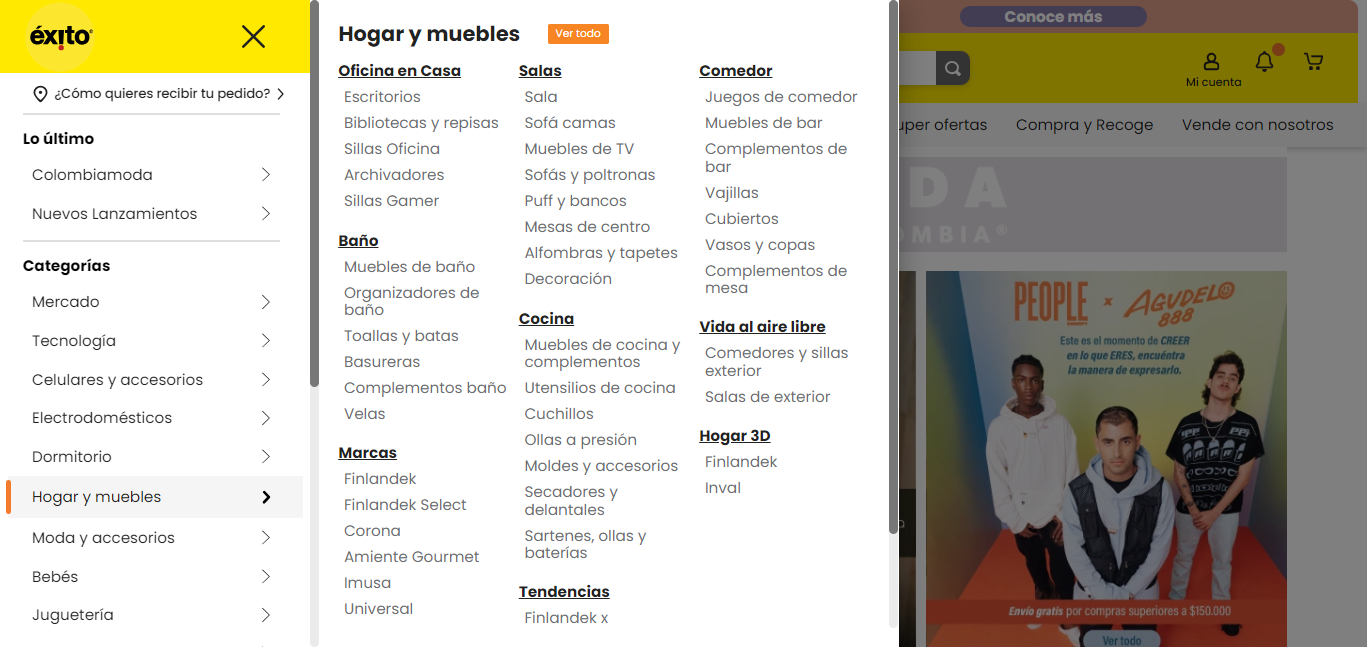 éxito
¿Cómo quieres recibir tu pedido?
Lo último
Colombiamoda
Nuevos Lanzamientos
Categorías
Mercado
Tecnología
Celulares y accesorios
Electrodomésticos
Dormitorio
Hogar y muebles
Moda y accesorios
Bebés
Juguetería
Hogar y muebles
Ver todo
Oficina en Casa
Escritorios
Bibliotecas y repisas
Sillas Oficina
Archivadores
Sillas Gamer
Baño
Muebles de baño
Organizadores de
baño
Toallas y batas
Basureras
Complementos baño
Velas
Marcas
Finlandek
Finlandek Select
Corona
Amiente Gourmet
Imusa
Universal
Salas
Sala
Sofá camas
Muebles de TV
Sofás y poltronas
Puff y bancos
Mesas de centro
Alfombras y tapetes
Decoración
Cocina
Muebles de cocina y
complementos
Utensilios de cocina
Cuchillos
Ollas a presión
Moldes y accesorios
Secadores y
delantales
Sartenes, ollas y
baterías
Tendencias
Finlandek x
Comedor
Juegos de comedor
Muebles de bar
Complementos de
bar
Vajillas
Cubiertos
Vasos y copas
Complementos de
mesa
Vida al aire libre
Comedores y sillas
exterior
Salas de exterior
Hogar 3D
Finlandek
Inval
Conoce más
Mi cuenta
uper ofertas
Compra y Recoge
Vende con nosotros
DA
OMBIA®
PEOPLE x AGUDELO
888
Este es el momento de CREER
en lo que ERES, encuéntra
la manera de expresarlo.
Envío gratis por compras superiores a $150.000
Ver todo